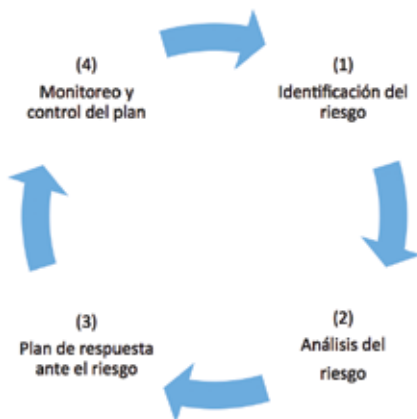 (1)
Identificación del
riesgo
(2)
Análisis del
riesgo
(3)
Plan de respuesta
ante el riesgo
(4)
Monitoreo y
control del plan